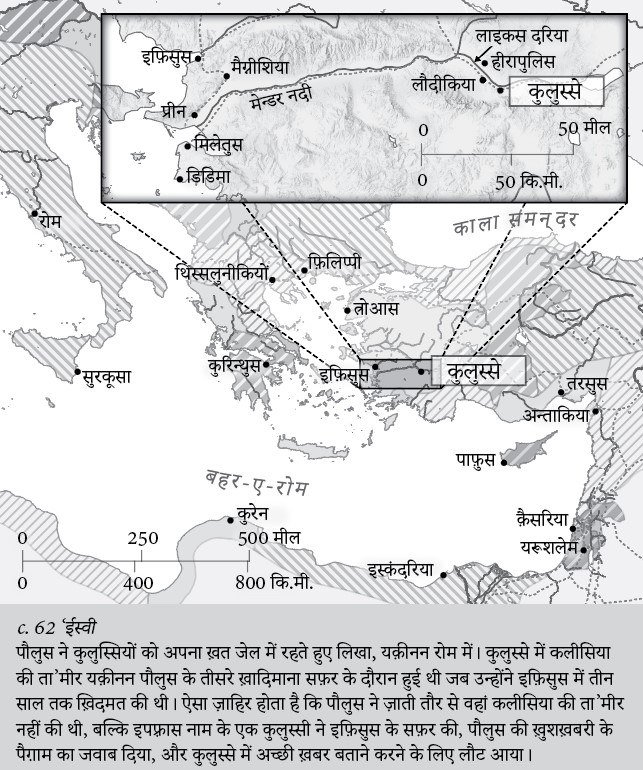 लाइकस दरिया
इफ़िसुस
हीरापुलिस
मैग्नीशिया
लौदीकिया
कुलुस्से
मेन्डर नदी
प्रीन
0 50 मील
मिलेतुस
डिडिमा
0 50 कि.मी.
काला समन्दर
रोम
फ़िलिप्पी
थिस्सलुनीकियों
त्रोआस
कुरिन्थुस
इफ़िसुस
कुलुस्से
सुरकूसा
तरसुस
अन्ताकिया
पाफ़ुस
बहर-ए-रोम
कुरेन
क़ैसरिया
0 250 500 मील
यरूशलेम
इस्कंदरिया
0 400 800 कि.मी.
c. 62 ‘ईस्वी
पौलुस ने कुलुस्सियों को अपना ख़त जेल में रहते हुए लिखा, यक़ीनन रोम में। कुलुस्से में कलीसिया
की ता’मीर यक़ीनन पौलुस के तीसरे ख़ादिमाना सफ़र के दौरान हुई थी जब उन्होंने इफ़िसुस में तीन
साल तक ख़िदमत की थी। ऐसा ज़ाहिर होता है कि पौलुस ने ज़ाती तौर से वहां कलीसिया की ता’मीर
नहीं की थी, बल्कि इपफ़्रास नाम के एक कुलुस्सी ने इफ़िसुस के सफ़र की, पौलुस की ख़ुशख़बरी के
पैग़ाम का जवाब दिया, और कुलुस्से में अच्छी ख़बर बताने करने के लिए लौट आया।